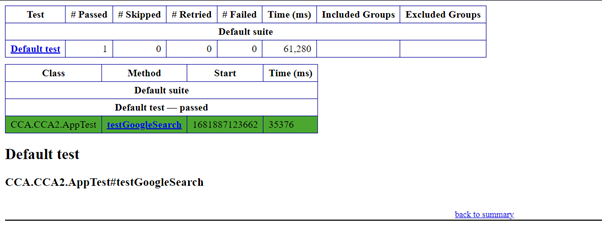 Test # Passed # Skipped # Retried # Failed Time (ms) Included Groups Excluded Groups
Default suite
Default test 1 0 0 0 61,280
Class Method Start Time (ms)
Default suite
Default test — passed
CCA.CCA2.AppTest testGoogleSearch 1681887123662 35376
Default test
CCA.CCA2.AppTest#testGoogleSearch
back to summary